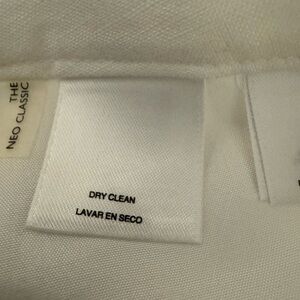 THE
NEO CLASSIC
DRY CLEAN
LAVAR EN SECO